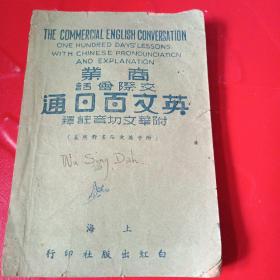 THE COMMERCIAL ENGLISH CONVERSATION
ONE HUNDRED DAYS' LESSONS
WITH CHINESE PRONOUNCIATION
AND EXPLANATION
業商
話會際交
通日百文英
釋註音切文華附
Wu Sing Dah
海上
行印社版出虹白